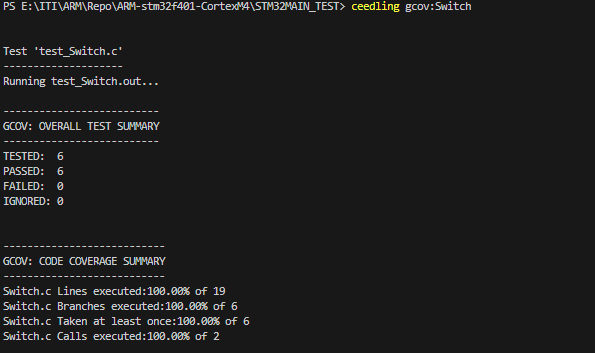 PS E:\ITI\ARM\Repo\ARM-stm32f401-CortexM4\STM32MAIN_TEST> ceedling gcov:Switch
Test 'test_Switch.c'
----------------------
Running test_Switch.out...
--------------------------
GCOV: OVERALL TEST SUMMARY
--------------------------
TESTED:  6
PASSED:  6
FAILED:  0
IGNORED: 0
---------------------------
GCOV: CODE COVERAGE SUMMARY
---------------------------
Switch.c Lines executed:100.00% of 19
Switch.c Branches executed:100.00% of 6
Switch.c Taken at least once:100.00% of 6
Switch.c Calls executed:100.00% of 2